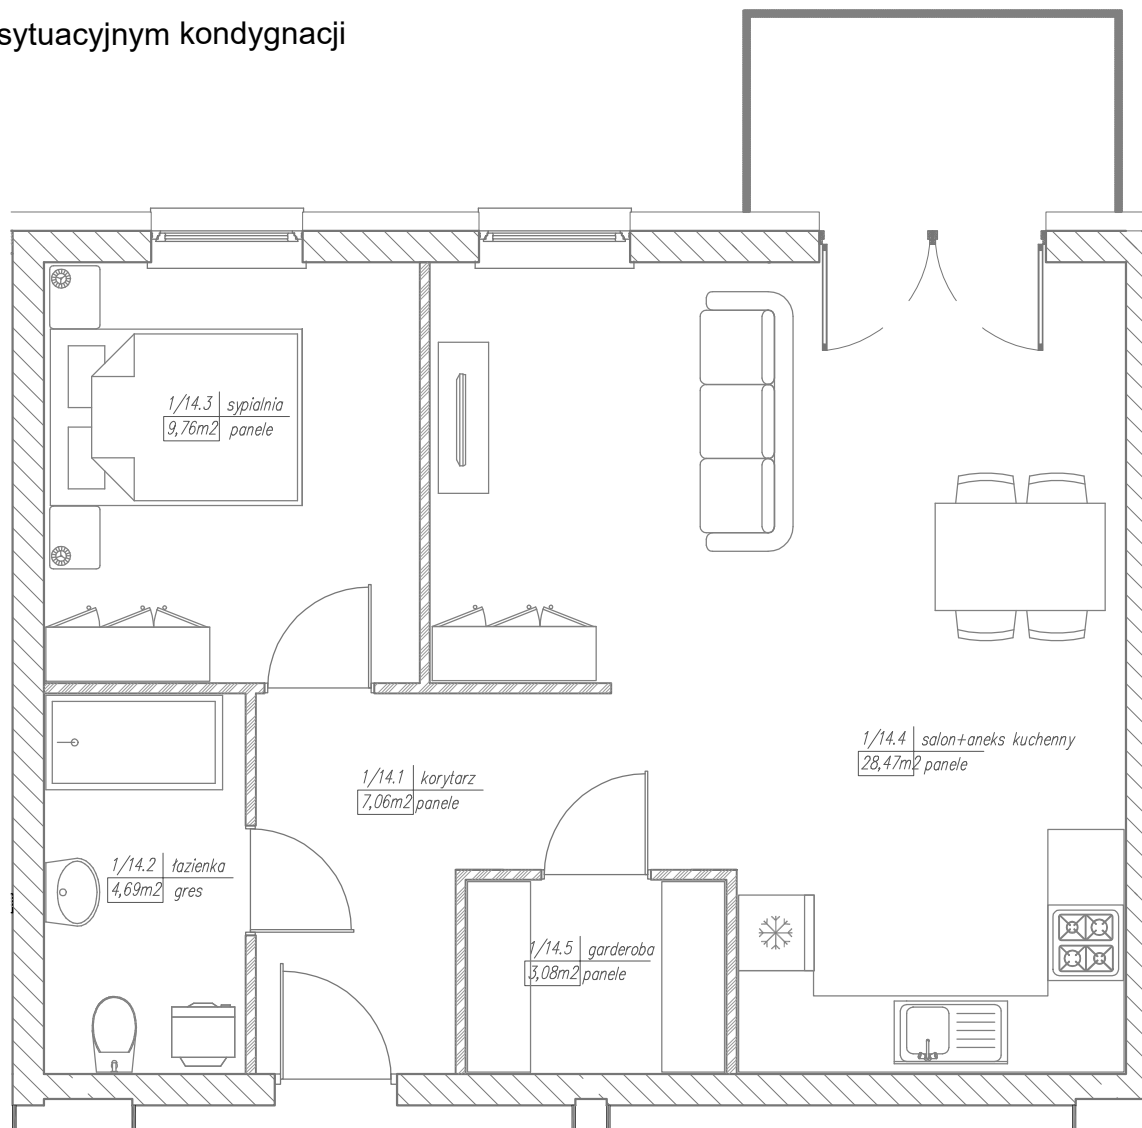 sytuacyjnym kondygnacji
1/14.3 sypialnia
9,76m2 panele
1/14.4 salon+aneks kuchenny
28,47m2 panele
1/14.1 korytarz
7,06m2 panele
1/14.2 łazienka
4,69m2 gres
1/14.5 garderoba
3,08m2 panele